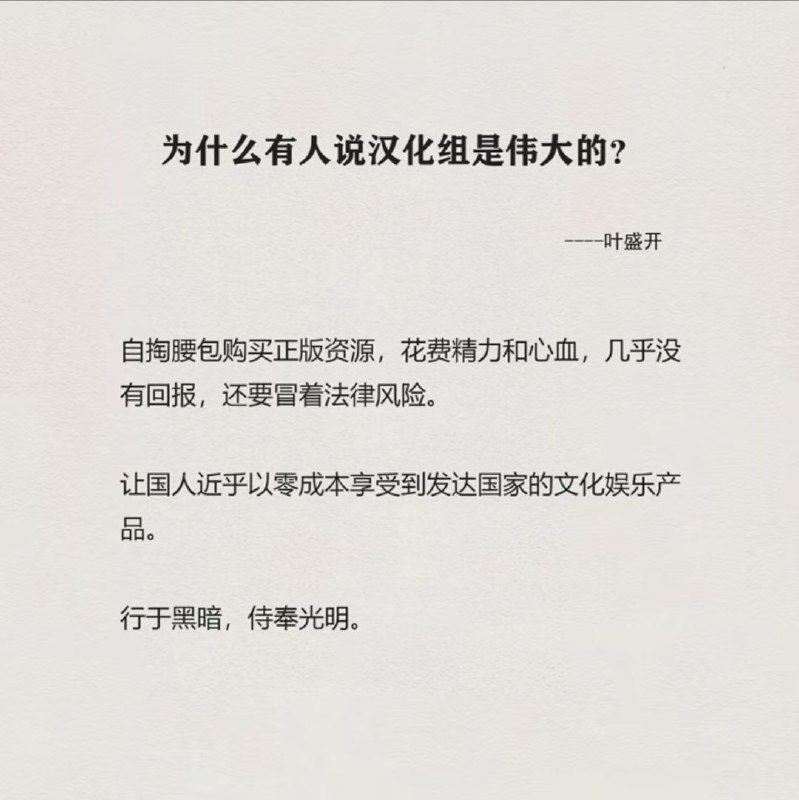 为什么有人说汉化组是伟大的?
----叶盛开
自掏腰包购买正版资源，花费精力和心血，几乎没
有回报，还要冒着法律风险。
让国人近乎以零成本享受到发达国家的文化娱乐产
品。
行于黑暗，侍奉光明。